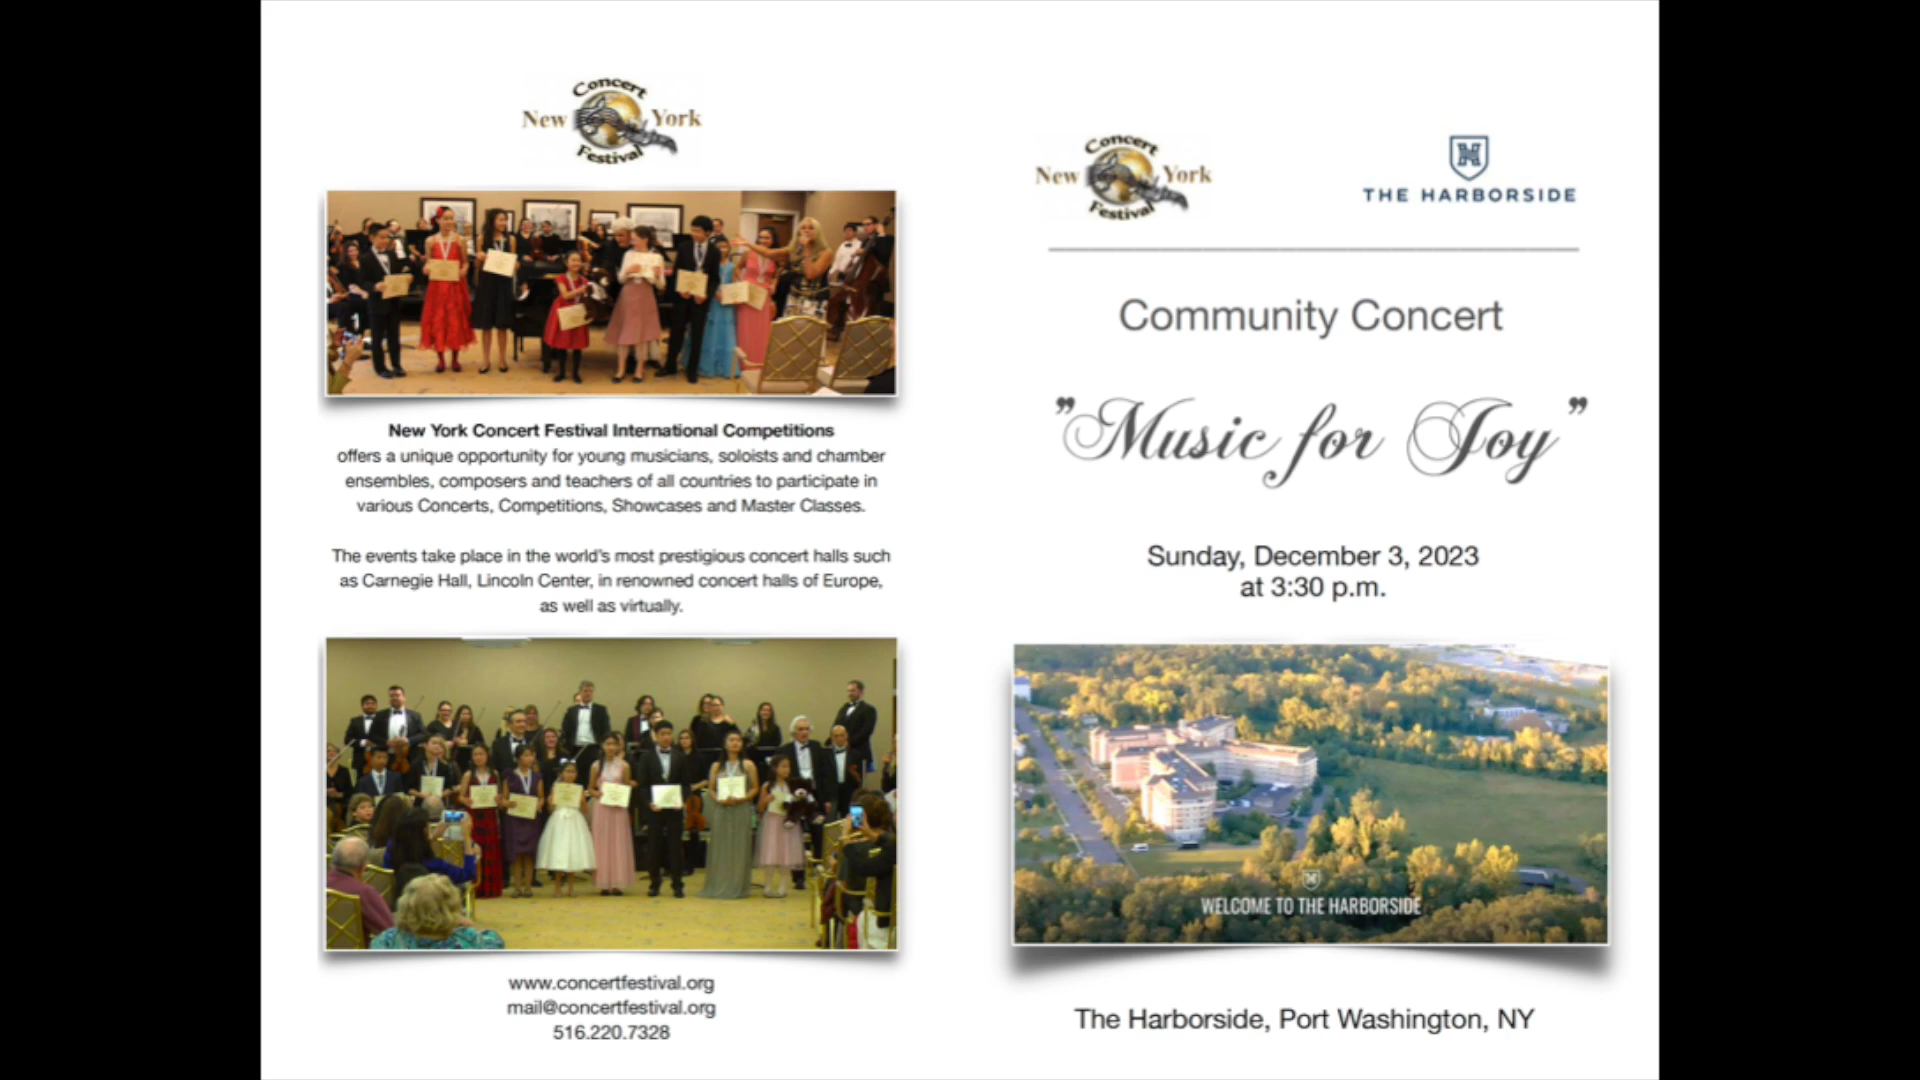 Concert
New York
Festival
New York Concert Festival International Competitions
offers a unique opportunity for young musicians, soloists and chamber
ensembles, composers and teachers of all countries to participate in
various Concerts, Competitions, Showcases and Master Classes.
The events take place in the world's most prestigious concert halls such
as Carnegie Hall, Lincoln Center, in renowned concert halls of Europe,
as well as virtually.
www.concertfestival.org
mail@concertfestival.org
516.220.7328
Concert
New York
Festival
THE HARBORSIDE
Community Concert
"Music for Joy"
Sunday, December 3, 2023
at 3:30 p.m.
WELCOME TO THE HARBORSIDE
The Harborside, Port Washington, NY